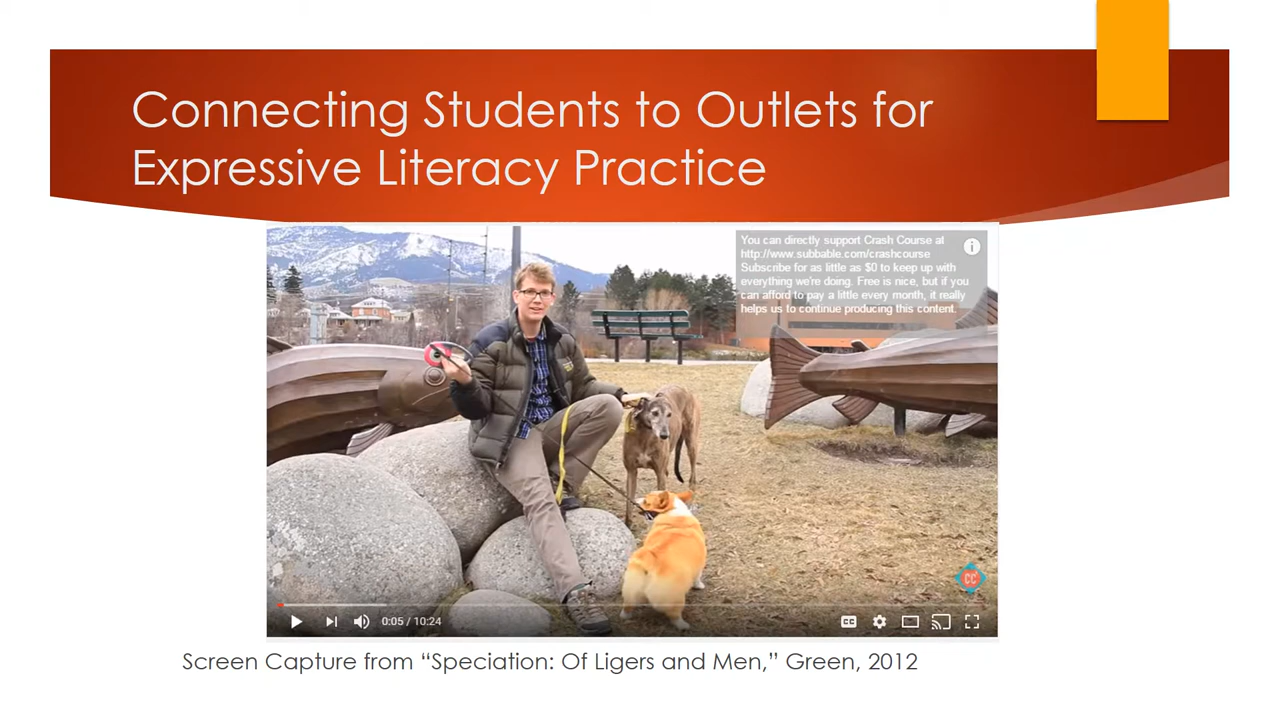 Connecting Students to Outlets for
Expressive Literacy Practice
You can directly support Crash Course at
http://www.subbable.com/crashcourse
Subscribe for as little as $0 to keep up with
everything we're doing. Free is nice, but if you
can afford to pay a little every month, it really
helps us to continue producing this content.
CC
0:05 / 10:24
CC
Screen Capture from “Speciation: Of Ligers and Men,” Green, 2012